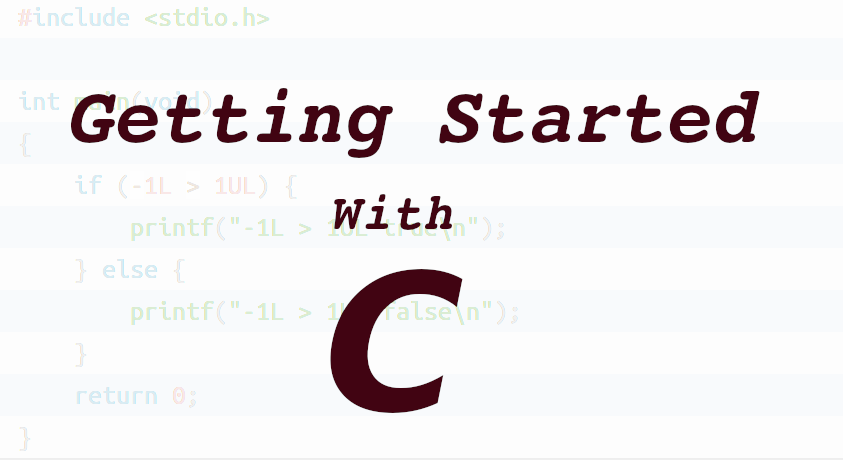 #include <stdio.h>
int main(void)
Getting Started
{
if (-1L > 1UL) {
With
printf("-1L > 1UL true\n");
} else {
C
printf("-1L > 1UL false\n");
}
return 0;
}